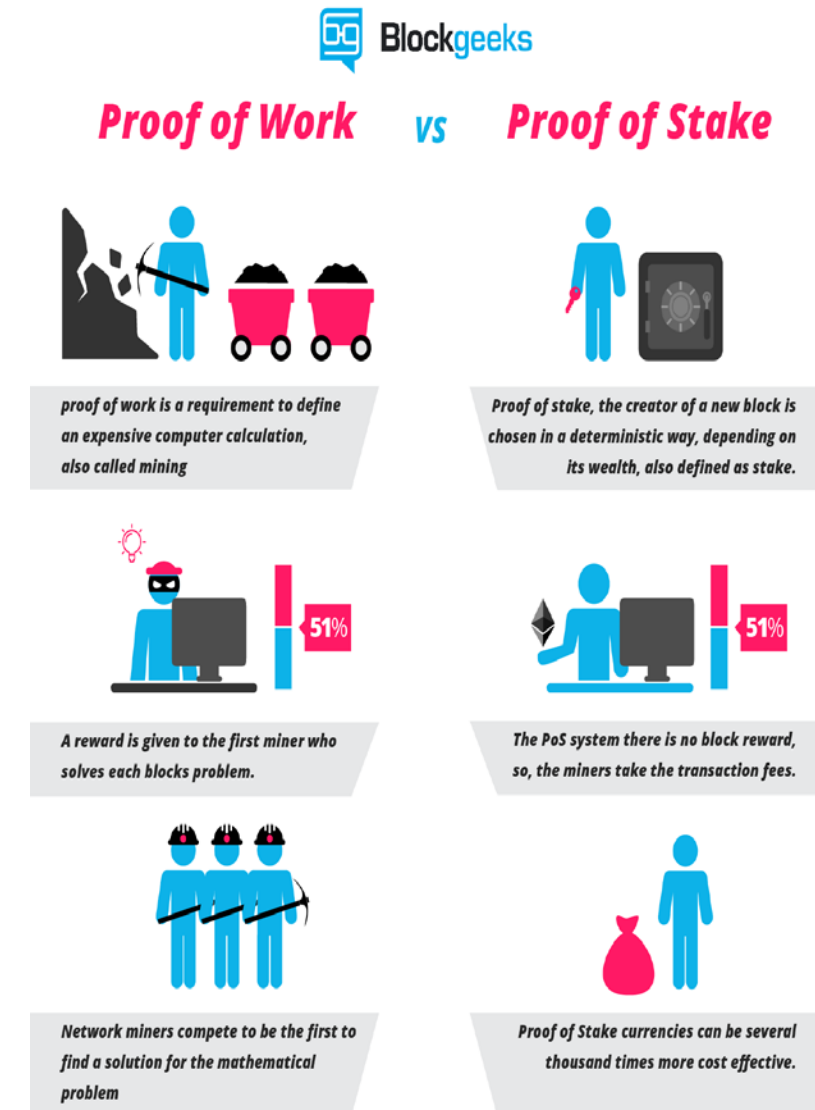 Blockgeeks
Proof of Work vs Proof of Stake
proof of work is a requirement to define
an expensive computer calculation,
also called mining
Proof of stake, the creator of a new block is
chosen in a deterministic way, depending on
its wealth, also defined as stake.
51%
51%
A reward is given to the first miner who
solves each blocks problem.
The PoS system there is no block reward,
so, the miners take the transaction fees.
Network miners compete to be the first to
find a solution for the mathematical
problem
Proof of Stake currencies can be several
thousand times more cost effective.